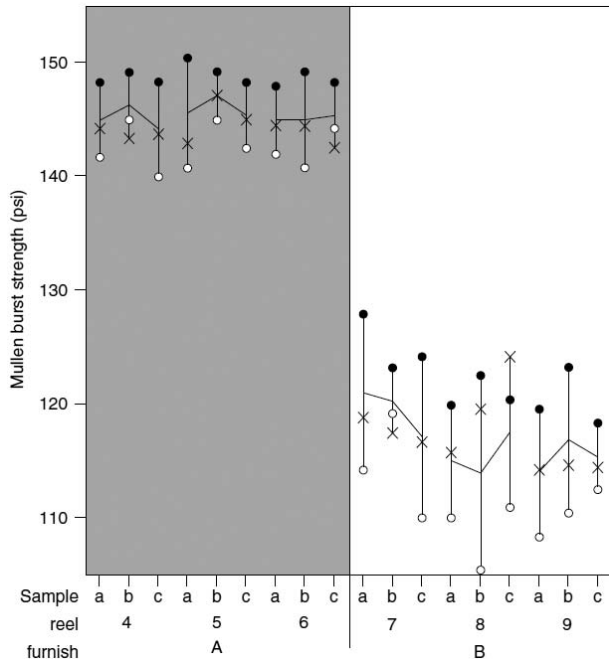 Mullen burst strength (psi)
150
140
130
120
110
Sample a b c a b c a b c a b c a b c a b c
reel 4 5 6 7 8 9
furnish A B